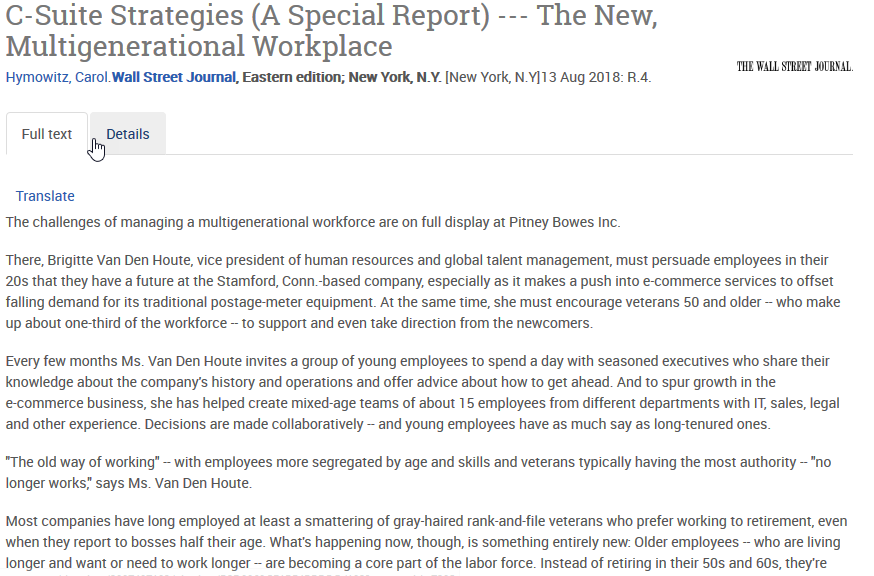 C-Suite Strategies (A Special Report) --- The New,
Multigenerational Workplace
Hymowitz, Carol.Wall Street Journal, Eastern edition; New York, N.Y. [New York, N.Y]13 Aug 2018: R.4.
THE WALL STREET JOURNAL.
Full text
Details
Translate
The challenges of managing a multigenerational workforce are on full display at Pitney Bowes Inc.
There, Brigitte Van Den Houte, vice president of human resources and global talent management, must persuade employees in their
20s that they have a future at the Stamford, Conn.-based company, especially as it makes a push into e-commerce services to offset
falling demand for its traditional postage-meter equipment. At the same time, she must encourage veterans 50 and older -- who make
up about one-third of the workforce -- to support and even take direction from the newcomers.
Every few months Ms. Van Den Houte invites a group of young employees to spend a day with seasoned executives who share their
knowledge about the company's history and operations and offer advice about how to get ahead. And to spur growth in the
e-commerce business, she has helped create mixed-age teams of about 15 employees from different departments with IT, sales, legal
and other experience. Decisions are made collaboratively -- and young employees have as much say as long-tenured ones.
"The old way of working" -- with employees more segregated by age and skills and veterans typically having the most authority -- "no
longer works," says Ms. Van Den Houte.
Most companies have long employed at least a smattering of gray-haired rank-and-file veterans who prefer working to retirement, even
when they report to bosses half their age. What's happening now, though, is something entirely new: Older employees -- who are living
longer and want or need to work longer -- are becoming a core part of the labor force. Instead of retiring in their 50s and 60s, they're